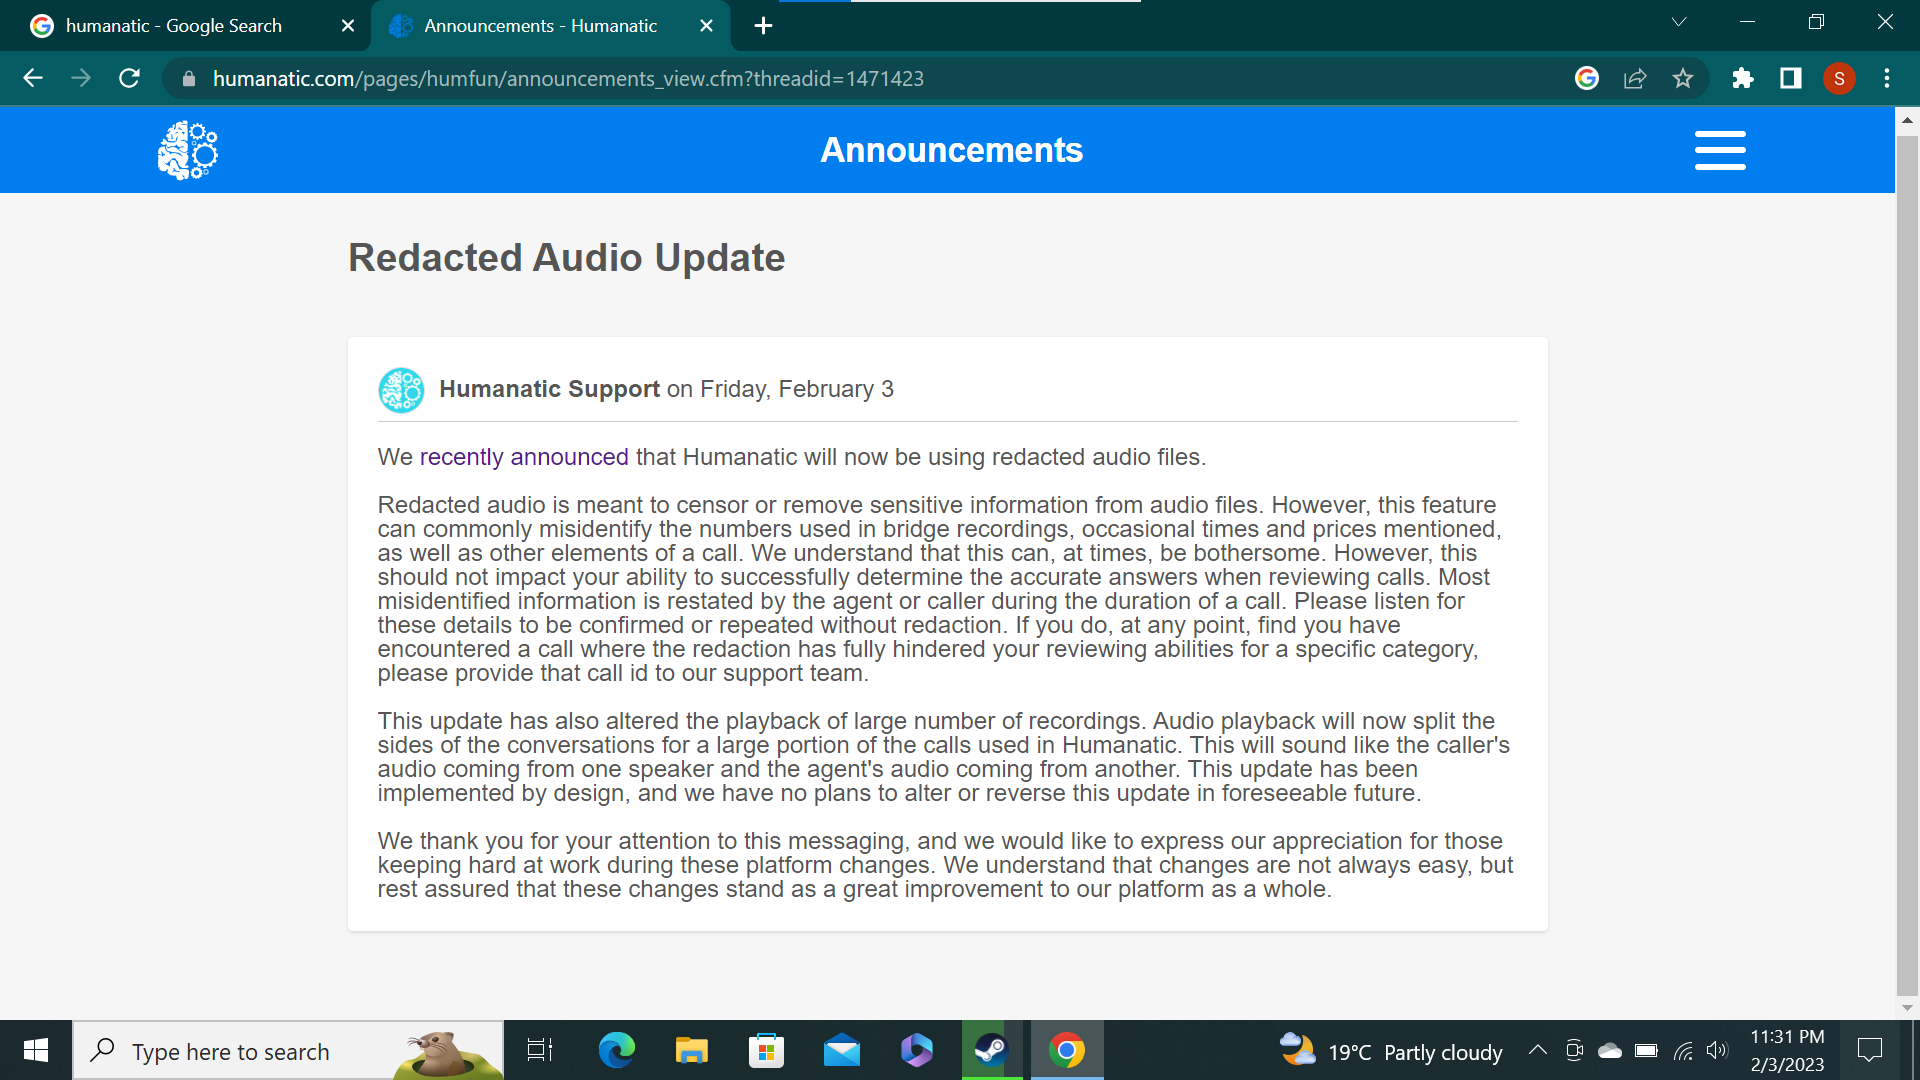 humanatic - Google Search
Announcements - Humanatic
humanatic.com/pages/humfun/announcements_view.cfm?threadid=1471423
S
Announcements
Redacted Audio Update
Humanatic Support on Friday, February 3
We recently announced that Humanatic will now be using redacted audio files.
Redacted audio is meant to censor or remove sensitive information from audio files. However, this feature
can commonly misidentify the numbers used in bridge recordings, occasional times and prices mentioned,
as well as other elements of a call. We understand that this can, at times, be bothersome. However, this
should not impact your ability to successfully determine the accurate answers when reviewing calls. Most
misidentified information is restated by the agent or caller during the duration of a call. Please listen for
these details to be confirmed or repeated without redaction. If you do, at any point, find you have
encountered a call where the redaction has fully hindered your reviewing abilities for a specific category,
please provide that call id to our support team.
This update has also altered the playback of large number of recordings. Audio playback will now split the
sides of the conversations for a large portion of the calls used in Humanatic. This will sound like the caller's
audio coming from one speaker and the agent's audio coming from another. This update has been
implemented by design, and we have no plans to alter or reverse this update in foreseeable future.
We thank you for your attention to this messaging, and we would like to express our appreciation for those
keeping hard at work during these platform changes. We understand that changes are not always easy, but
rest assured that these changes stand as a great improvement to our platform as a whole.
Type here to search
19°C Partly cloudy
11:31 PM
2/3/2023